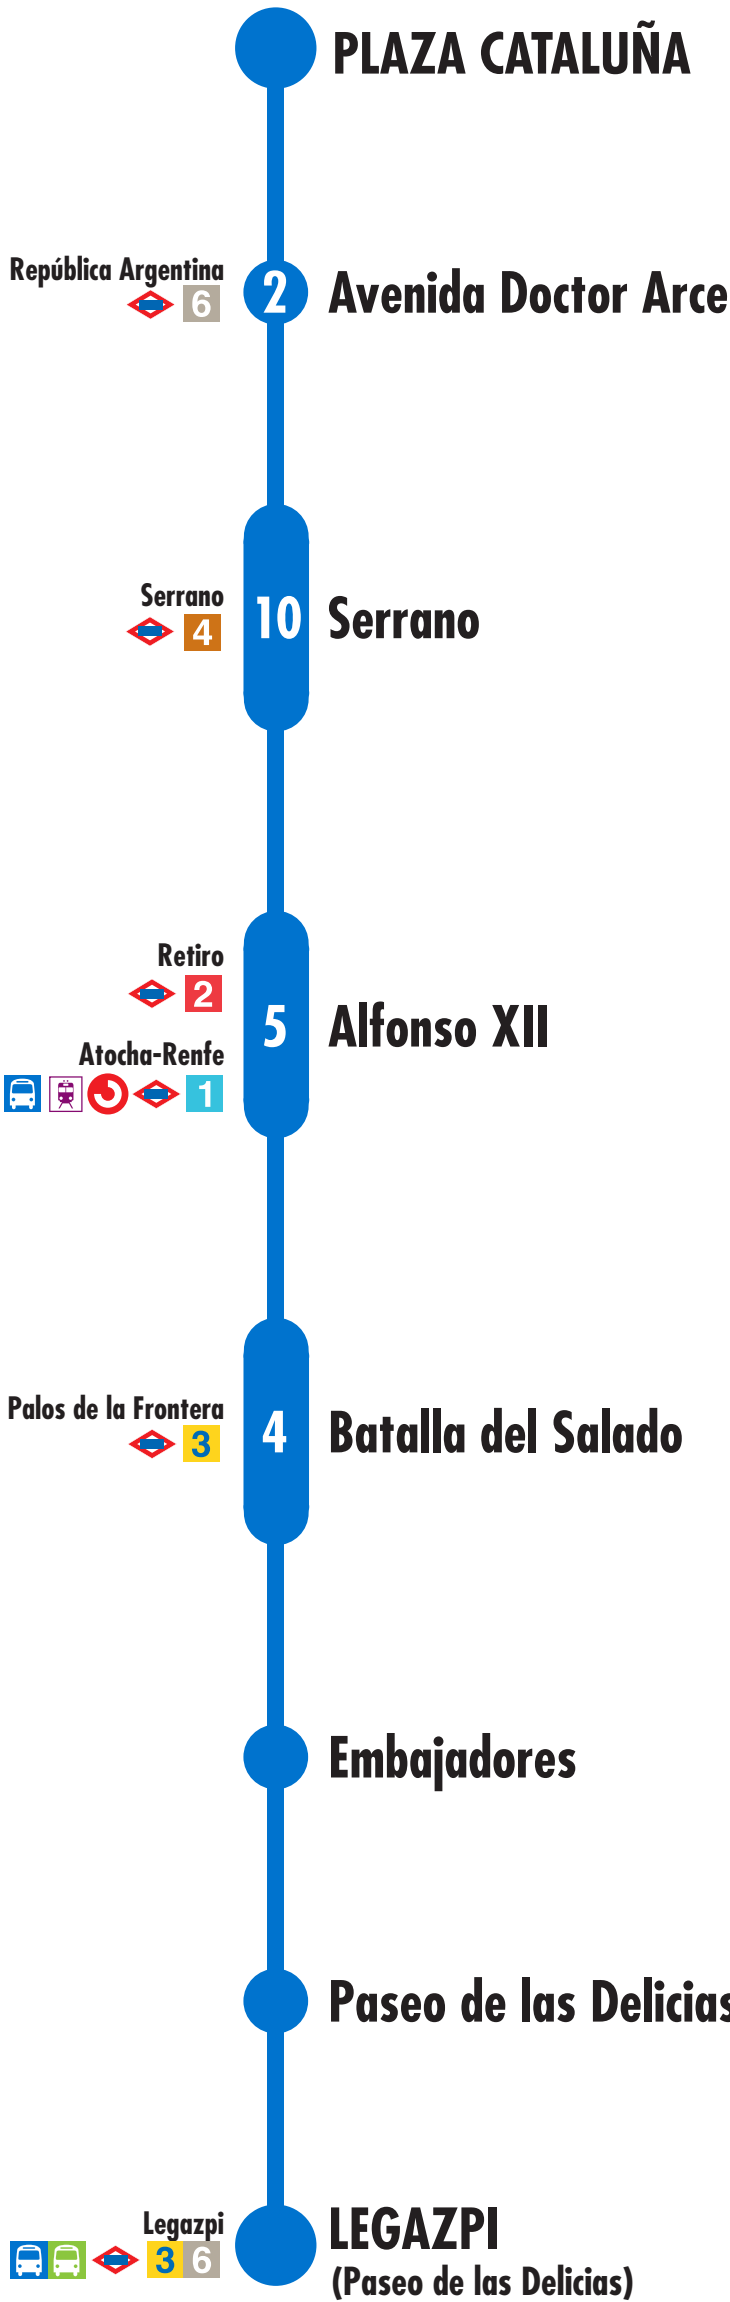 PLAZA CATALUÑA
República Argentina
6
2
Avenida Doctor Arce
Serrano
4
10
Serrano
Retiro
2
5
Alfonso XII
Atocha-Renfe
1
Palos de la Frontera
3
4
Batalla del Salado
Embajadores
Paseo de las Delicias
Legazpi
3 6
LEGAZPI
(Paseo de las Delicias)